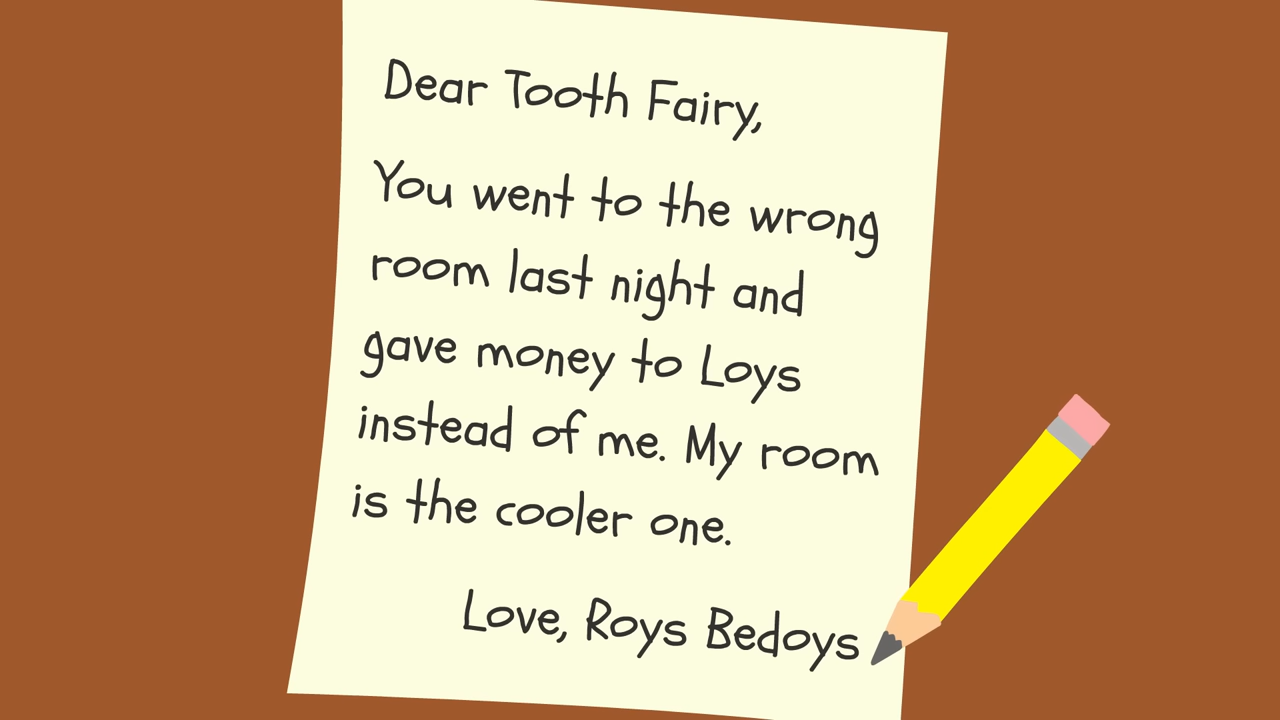 Dear Tooth Fairy,
You went to the wrong
room last night and
gave money to Loys
instead of me. My room
is the cooler one.
Love, Roys Bedoys